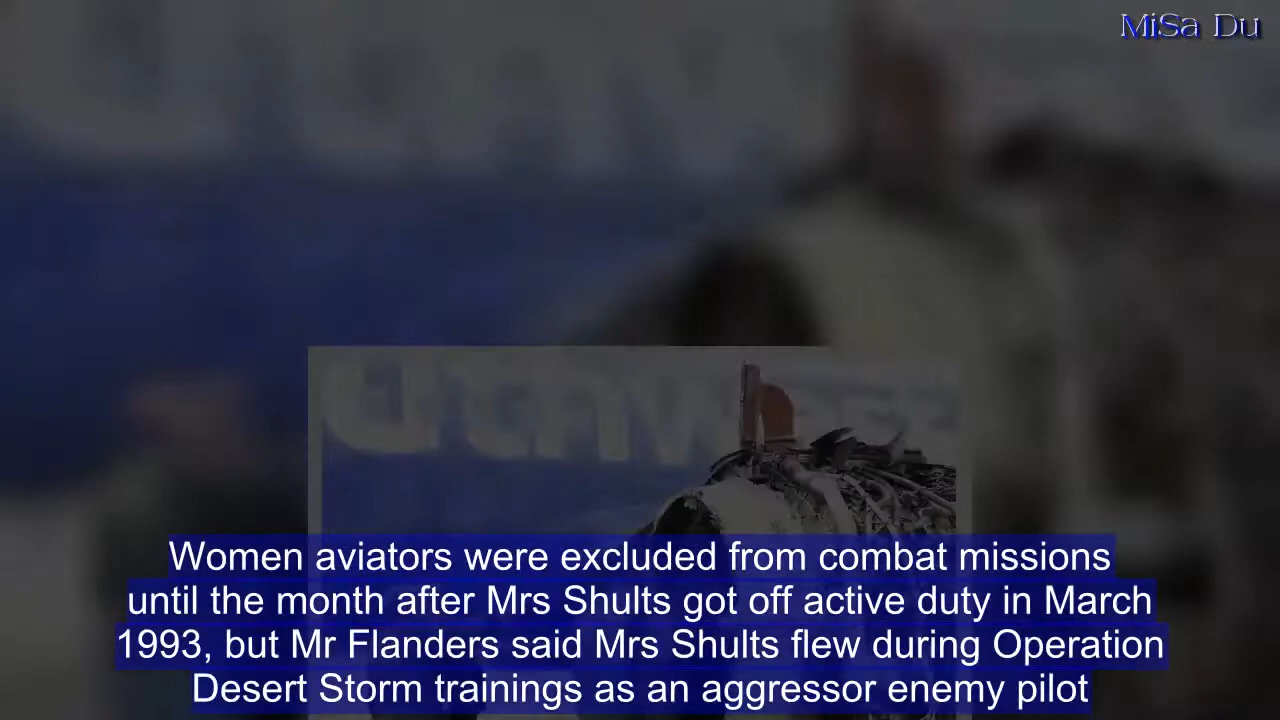 MiSa Du
uthwest
Women aviators were excluded from combat missions
until the month after Mrs Shults got off active duty in March
1993, but Mr Flanders said Mrs Shults flew during Operation
Desert Storm trainings as an aggressor enemy pilot